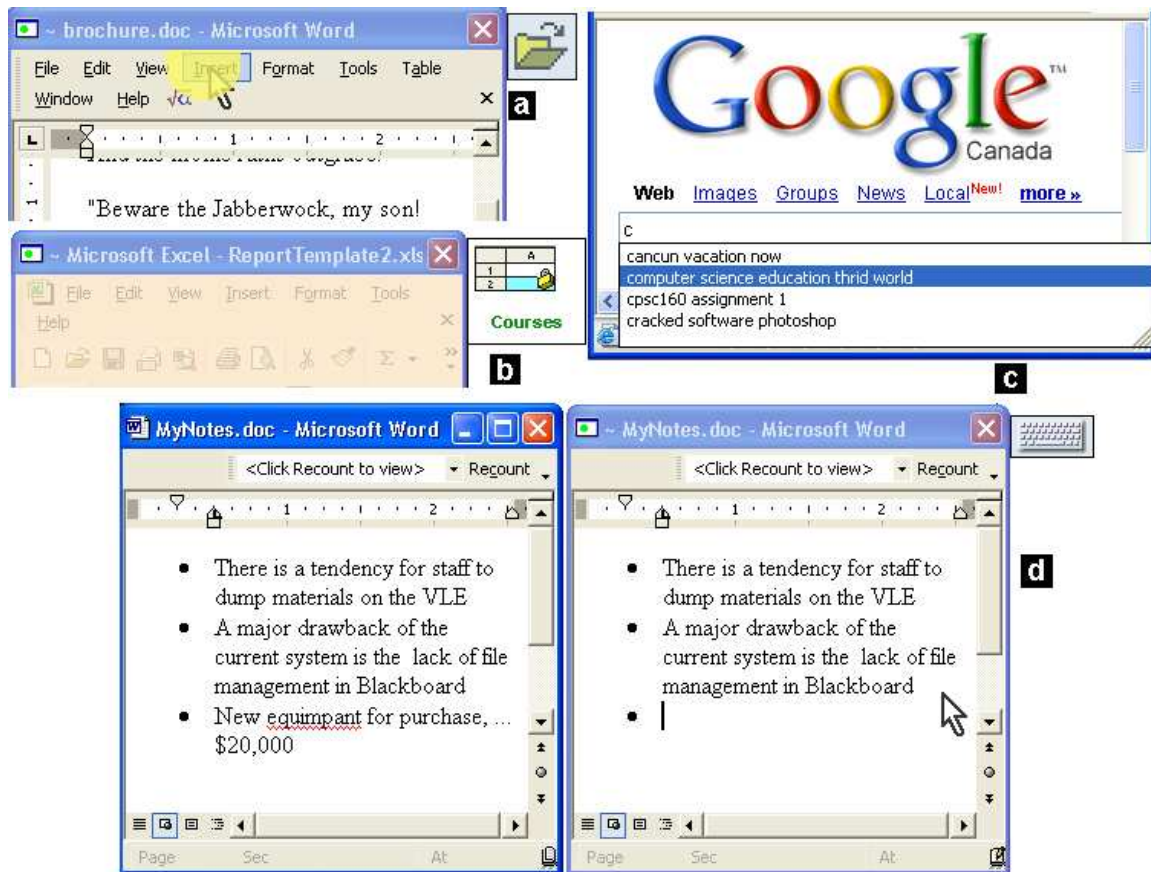 ~ brochure.doc - Microsoft Word
File Edit View Insert Format Tools Table
Window Help √α
a
1 2
"Beware the Jabberwock, my son!
~ Microsoft Excel - ReportTemplate2.xls
File Edit View Insert Format Tools
Help
A
1
2
Courses
b
Google™
Canada
Web Images Groups News Local New! more »
c
cancun vacation now
computer science education thrid world
cpsc160 assignment 1
cracked software photoshop
c
MyNotes.doc - Microsoft Word
<Click Recount to view> Recount
1 2
• There is a tendency for staff to
dump materials on the VLE
• A major drawback of the
current system is the lack of file
management in Blackboard
• New equimpant for purchase, ...
$20,000
Page Sec At
~ MyNotes.doc - Microsoft Word
<Click Recount to view> Recount
1 2
• There is a tendency for staff to
dump materials on the VLE
• A major drawback of the
current system is the lack of file
management in Blackboard
•
Page Sec At
d